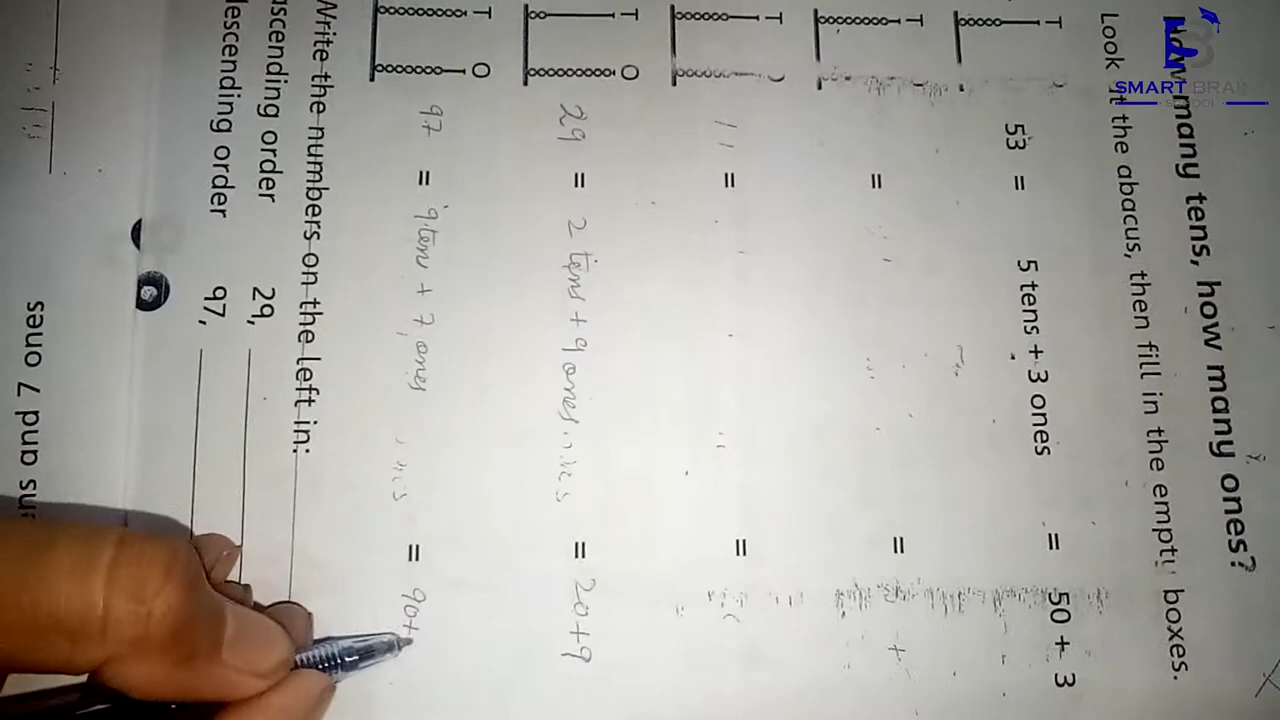 SMART BRAIN
SCHOOL
How many tens, how many ones?
Look at the abacus, then fill in the empty boxes.
T
53 = 5 tens + 3 ones = 50 + 3
T
= = +
T
11 = =
T O
29 = 2 tens + 9 ones = 20+9
T O
97 = 9 tens + 7 ones = 90+
Write the numbers on the left in:
ascending order 29,
descending order 97,
ns and 7 ones